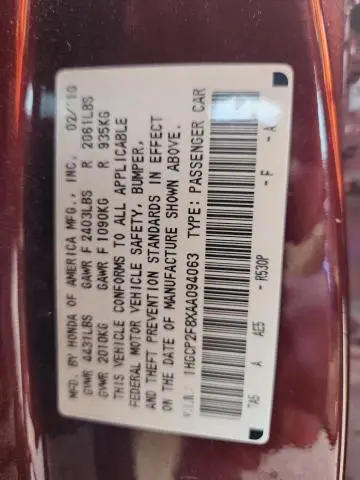 MFD. BY HONDA OF AMERICA MFG., INC. 02/10
GVWR 4431LBS GAWR F 2403LBS R 2061LBS
GVWR 2010KG GAWR F 1090KG R 935KG
THIS VEHICLE CONFORMS TO ALL APPLICABLE
FEDERAL MOTOR VEHICLE SAFETY, BUMPER,
AND THEFT PREVENTION STANDARDS IN EFFECT
ON THE DATE OF MANUFACTURE SHOWN ABOVE.
V.I.N.: 1HGCP2F8XAA094063 TYPE: PASSENGER CAR
7A5 A AE5 - R530P - F - A